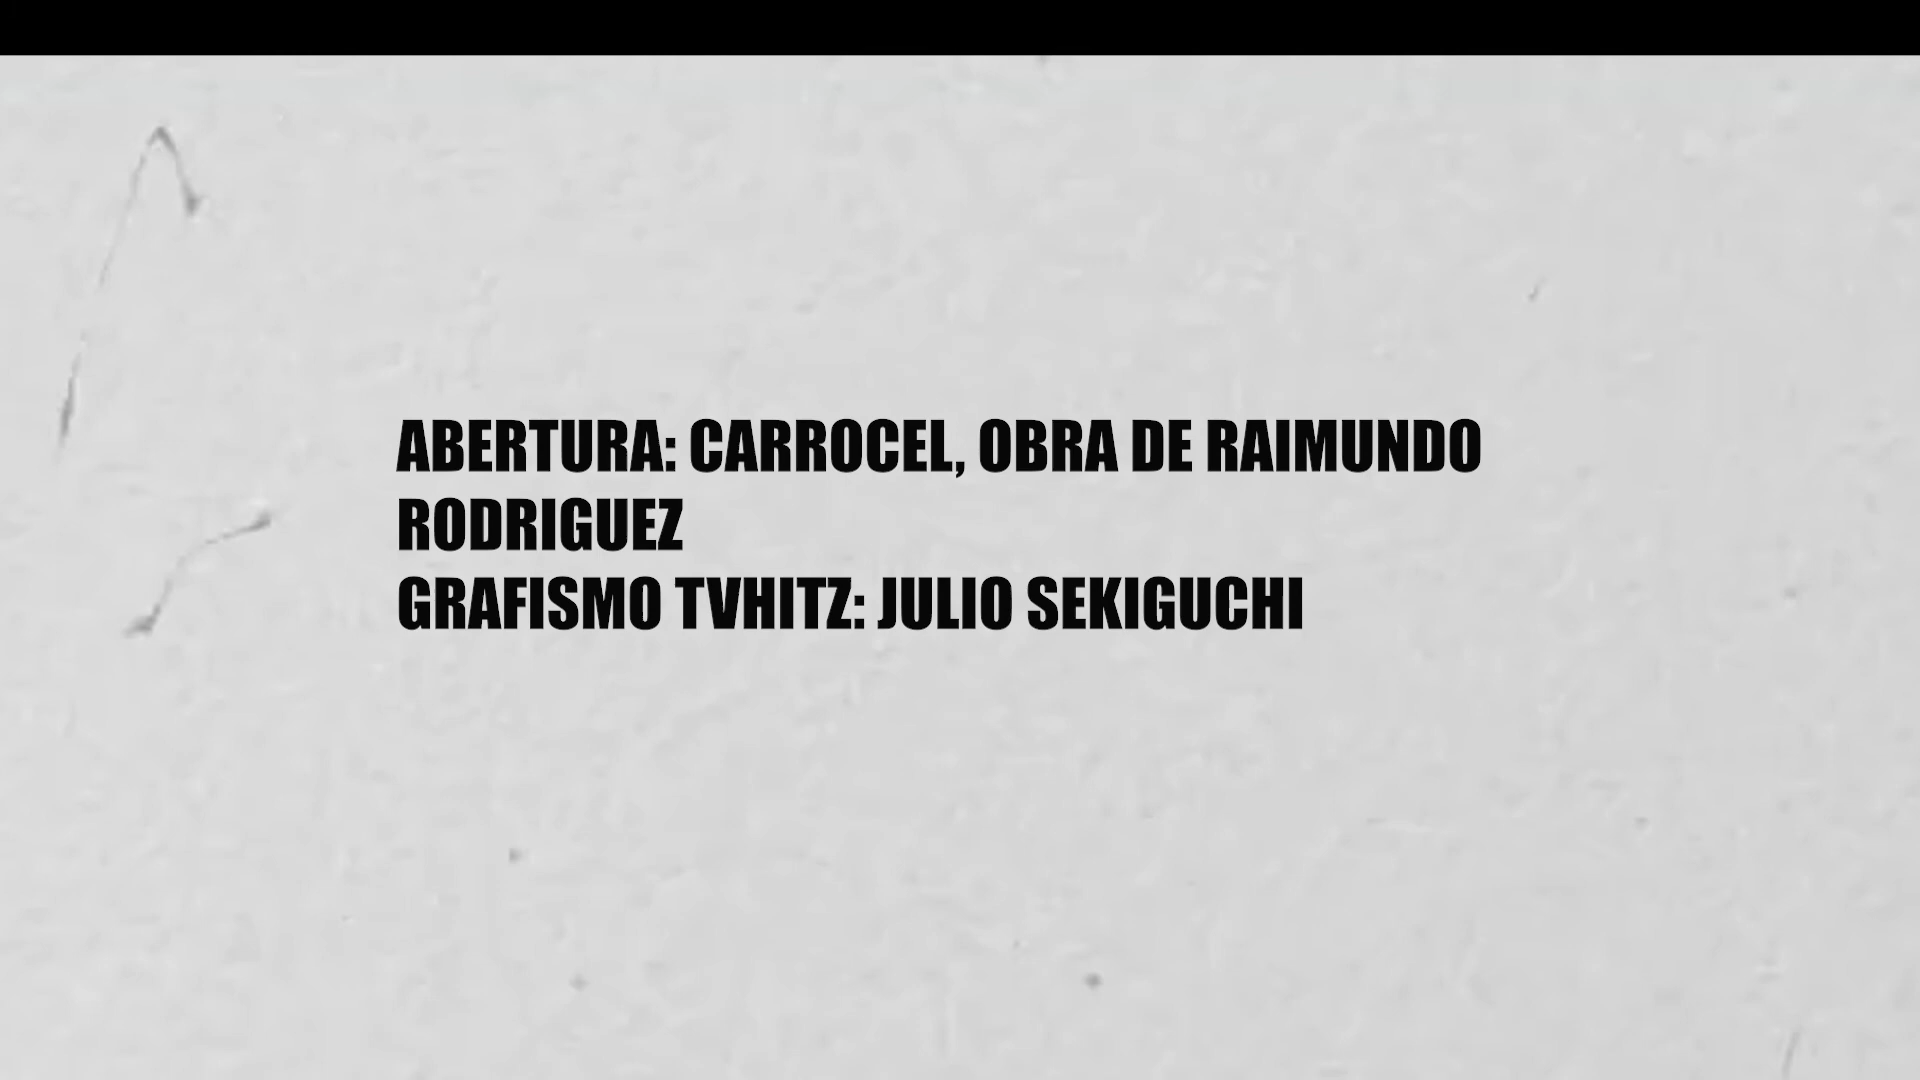 ABERTURA: CARROCEL, OBRA DE RAIMUNDO
RODRIGUEZ
GRAFISMO TVHITZ: JULIO SEKIGUCHI